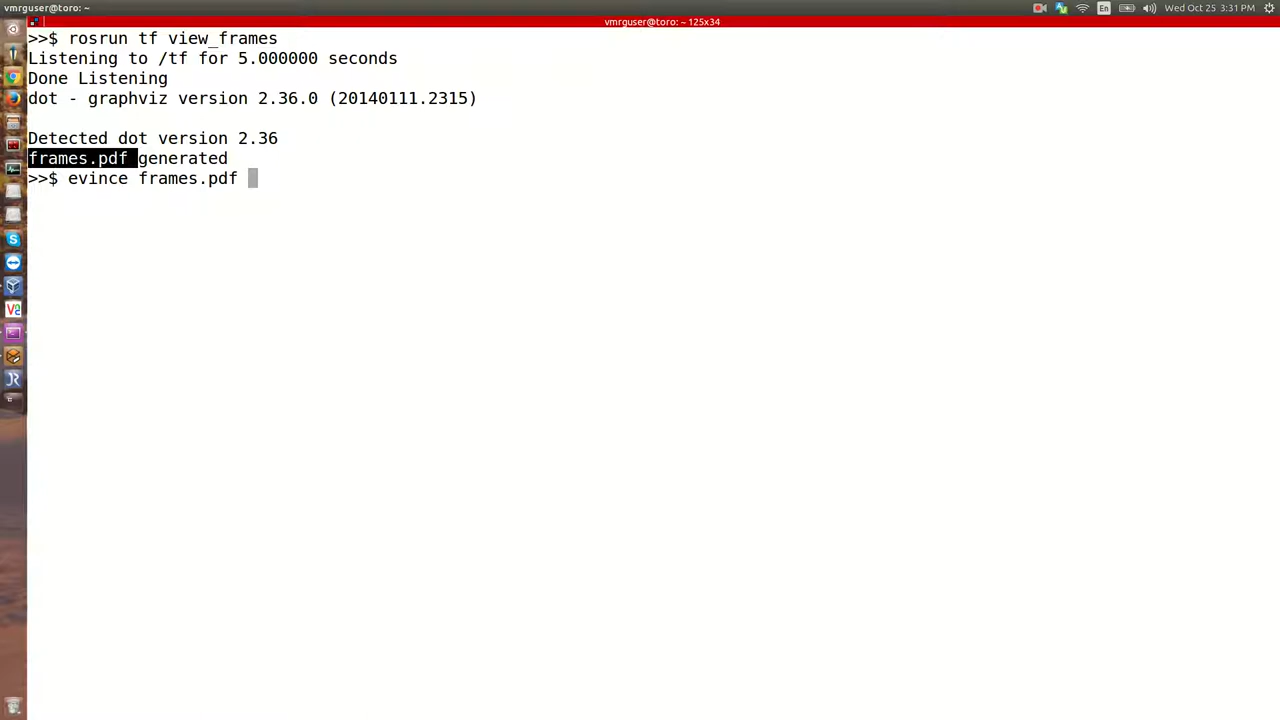 vmrguser@toro: ~
En
Wed Oct 25 3:31 PM
vmrguser@toro: ~ 125x34
>>$ rosrun tf view_frames
Listening to /tf for 5.000000 seconds
Done Listening
dot - graphviz version 2.36.0 (20140111.2315)
Detected dot version 2.36
frames.pdf generated
>>$ evince frames.pdf